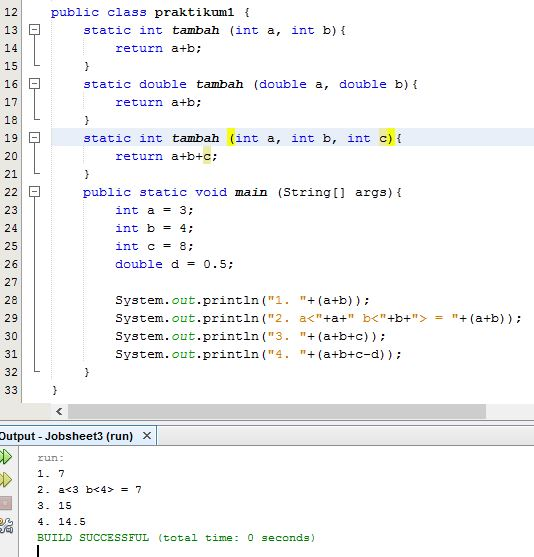 12 public class praktikum1 {
13 static int tambah (int a, int b){
14 return a+b;
15 }
16 static double tambah (double a, double b){
17 return a+b;
18 }
19 static int tambah (int a, int b, int c){
20 return a+b+c;
21 }
22 public static void main (String[] args){
23 int a = 3;
24 int b = 4;
25 int c = 8;
26 double d = 0.5;
27
28 System.out.println("1. "+(a+b));
29 System.out.println("2. a<"+a+" b<"+b+"> = "+(a+b));
30 System.out.println("3. "+(a+b+c));
31 System.out.println("4. "+(a+b+c-d));
32 }
33 }
Output - Jobsheet3 (run)
run:
1. 7
2. a<3 b<4> = 7
3. 15
4. 14.5
BUILD SUCCESSFUL (total time: 0 seconds)